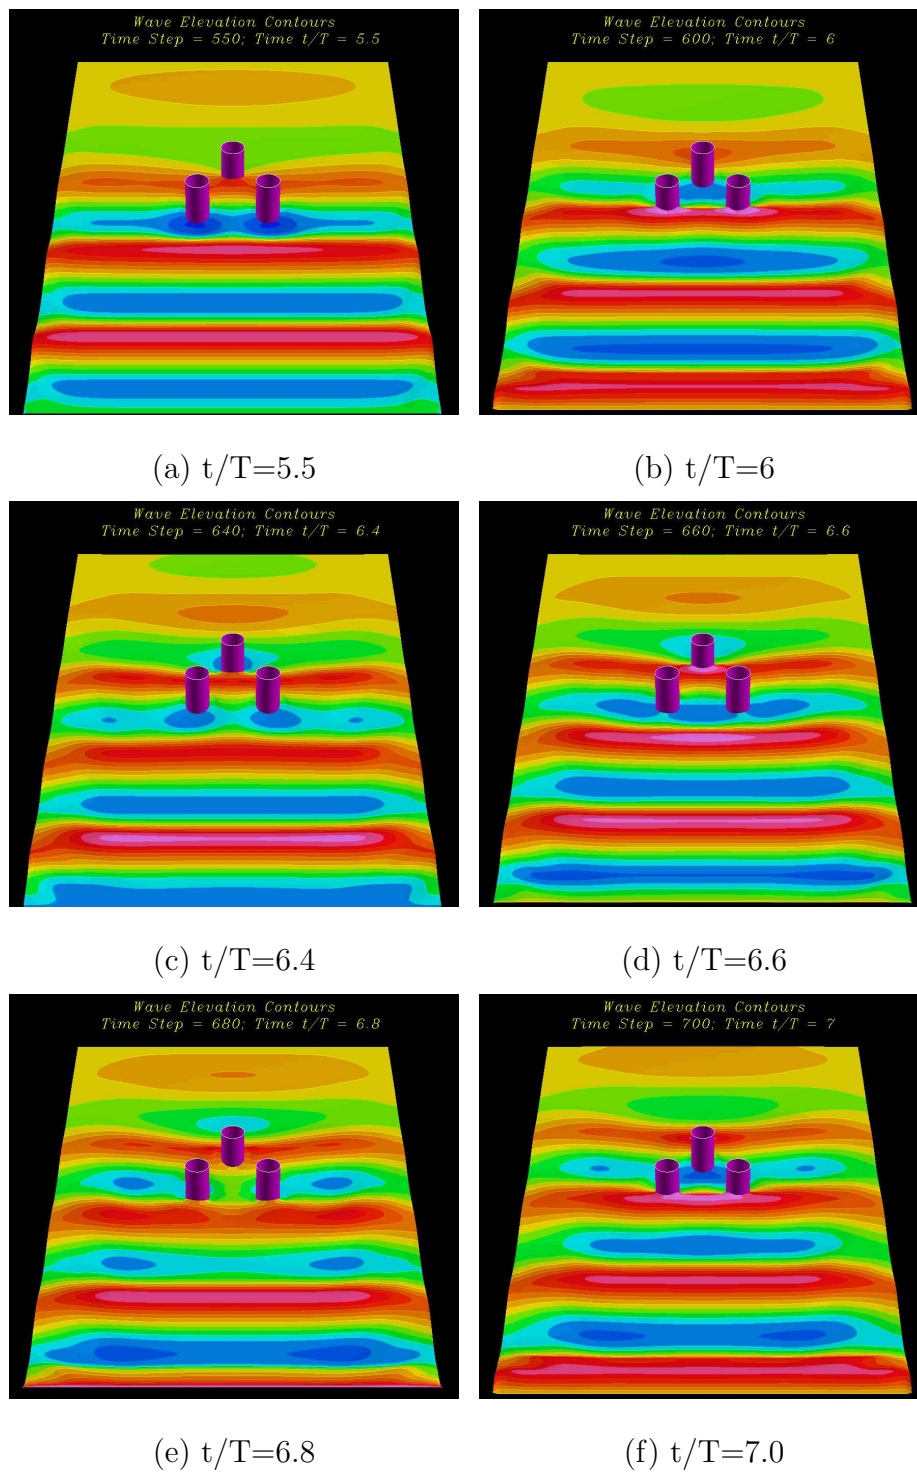 Wave Elevation Contours
Time Step = 550; Time t/T = 5.5
Wave Elevation Contours
Time Step = 600; Time t/T = 6
(a) t/T=5.5
(b) t/T=6
Wave Elevation Contours
Time Step = 640; Time t/T = 6.4
Wave Elevation Contours
Time Step = 660; Time t/T = 6.6
(c) t/T=6.4
(d) t/T=6.6
Wave Elevation Contours
Time Step = 680; Time t/T = 6.8
Wave Elevation Contours
Time Step = 700; Time t/T = 7
(e) t/T=6.8
(f) t/T=7.0